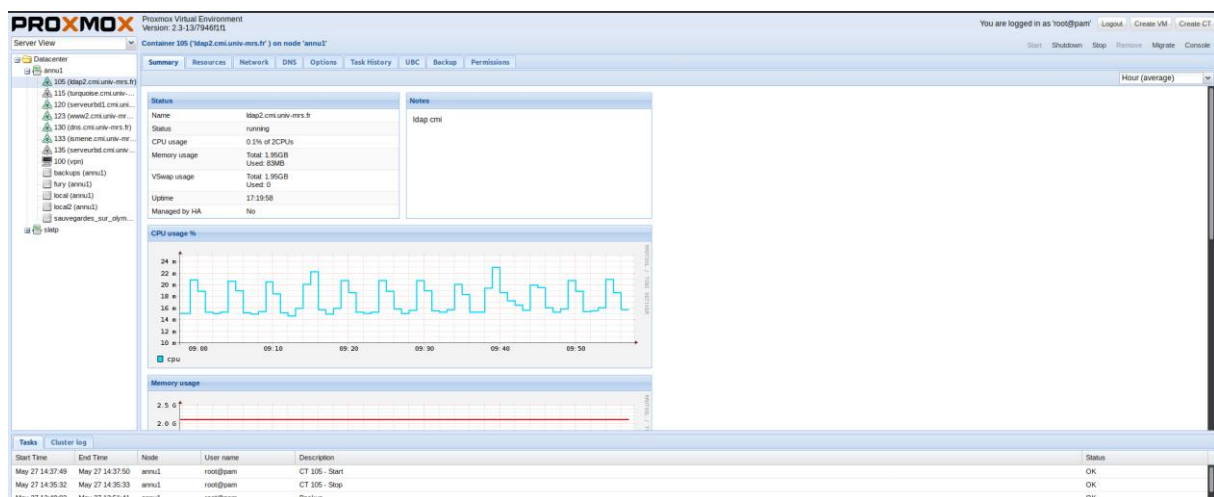 PROXMOX
Proxmox Virtual Environment
Version: 2.3-13/7946f1f1
You are logged in as 'root@pam' Logout Create VM Create CT
Server View
Container 105 ('ldap2.cmi.univ-mrs.fr' ) on node 'annu1'
Start Shutdown Stop Remove Migrate Console
Datacenter
annu1
105 (ldap2.cmi.univ-mrs.fr)
115 (turquoise.cmi.univ-...
120 (serveurbd1.cmi.uni...
123 (www2.cmi.univ-mr...
130 (dns.cmi.univ-mrs.fr)
133 (ismene.cmi.univ-mr...
135 (serveurbd.cmi.univ...
100 (vpn)
backups (annu1)
fury (annu1)
local (annu1)
local2 (annu1)
sauvegardes_sur_olym...
slatp
Summary Resources Network DNS Options Task History UBC Backup Permissions
Hour (average)
Status
Name ldap2.cmi.univ-mrs.fr
Status running
CPU usage 0.1% of 2CPUs
Memory usage Total: 1.95GB
Used: 83MB
VSwap usage Total: 1.95GB
Used: 0
Uptime 17:19:58
Managed by HA No
Notes
ldap cmi
CPU usage %
24 m
22 m
20 m
18 m
16 m
14 m
12 m
10 m
09:00 09:10 09:20 09:30 09:40 09:50
cpu
Memory usage
2.5 G
2.0 G
Tasks Cluster log
Start Time End Time Node User name Description Status
May 27 14:37:49 May 27 14:37:50 annu1 root@pam CT 105 - Start OK
May 27 14:35:32 May 27 14:35:33 annu1 root@pam CT 105 - Stop OK